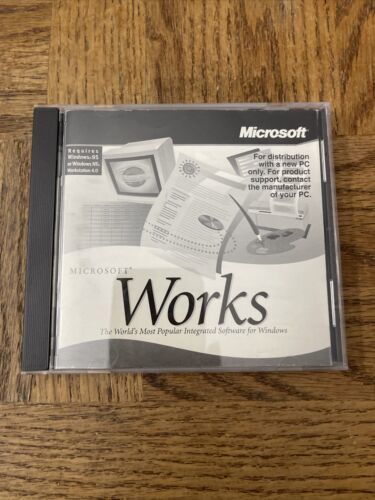 Microsoft®
Requires
Windows® 95
or Windows NT®
Workstation 4.0
For distribution
with a new PC
only. For product
support, contact
the manufacturer
of your PC.
MICROSOFT®
Works
The World's Most Popular Integrated Software for Windows